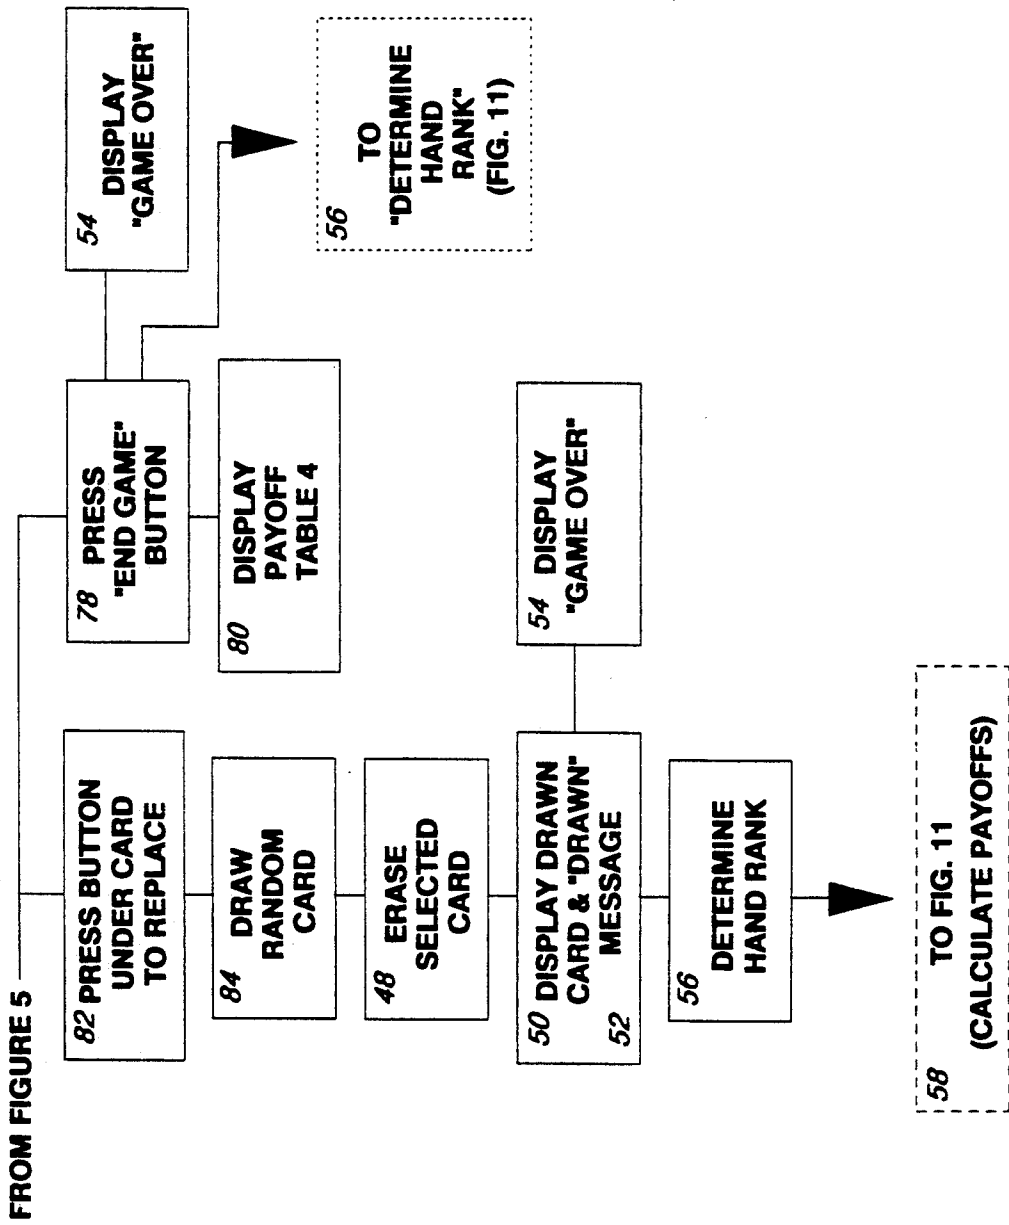 FROM FIGURE 5
82 PRESS BUTTON
UNDER CARD
TO REPLACE
84
DRAW
RANDOM
CARD
48
ERASE
SELECTED
CARD
50 DISPLAY DRAWN
CARD & "DRAWN"
52 MESSAGE
54 DISPLAY
"GAME OVER"
56
DETERMINE
HAND RANK
58
TO FIG. 11
(CALCULATE PAYOFFS)
78 PRESS
"END GAME"
BUTTON
80
DISPLAY
PAYOFF
TABLE 4
54
DISPLAY
"GAME OVER"
56
TO
"DETERMINE
HAND
RANK"
(FIG. 11)